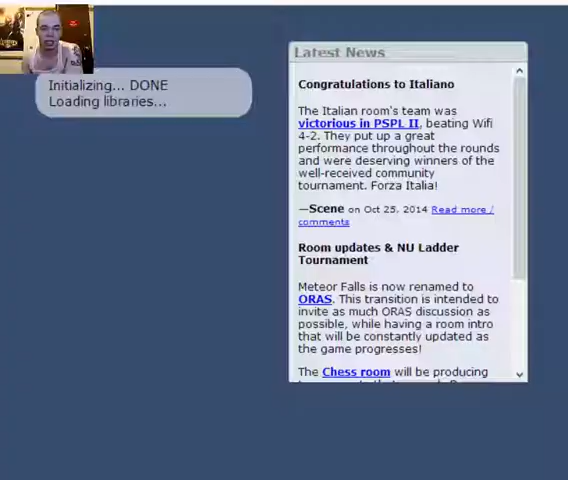 Initializing... DONE
Loading libraries...
Latest News
Congratulations to Italiano
The Italian room's team was
victorious in PSPL II, beating Wifi
4-2. They put up a great
performance throughout the rounds
and were deserving winners of the
well-received community
tournament. Forza Italia!
—Scene on Oct 25, 2014 Read more /
comments
Room updates & NU Ladder
Tournament
Meteor Falls is now renamed to
ORAS. This transition is intended to
invite as much ORAS discussion as
possible, while having a room intro
that will be constantly updated as
the game progresses!
The Chess room will be producing